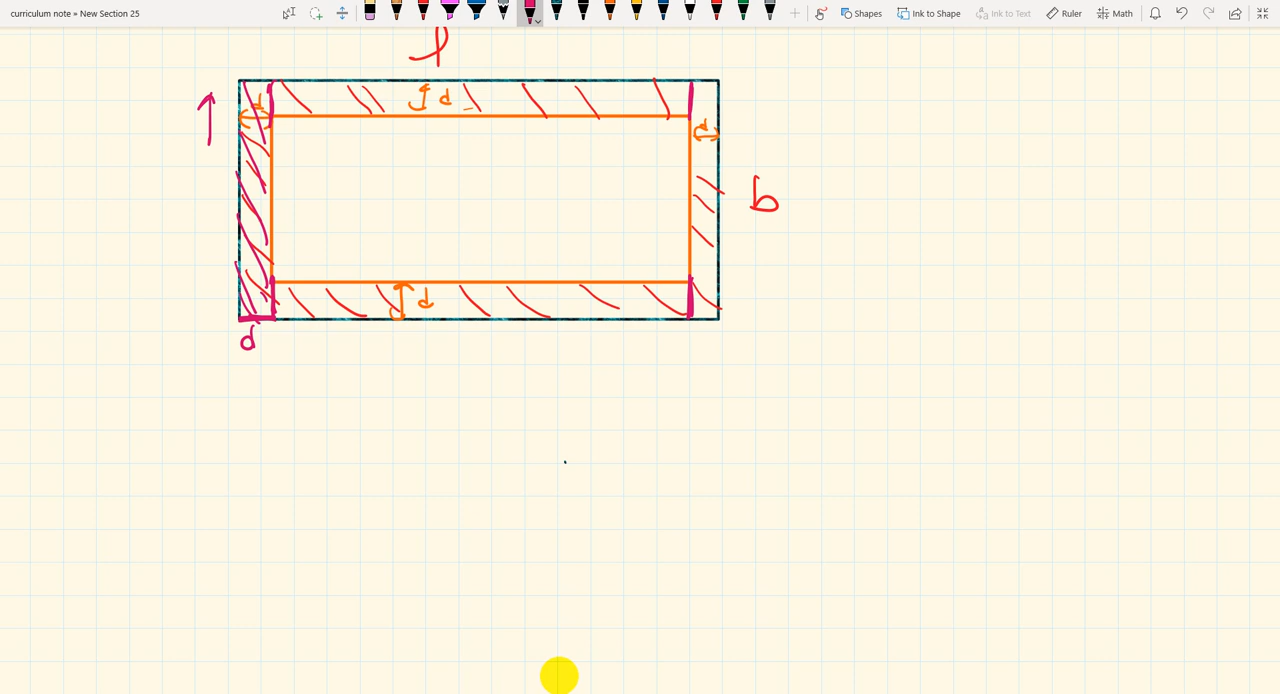 curriculum note » New Section 25
Shapes
Ink to Shape
Ink to Text
Ruler
Math
l
d
d
d
b
d
d